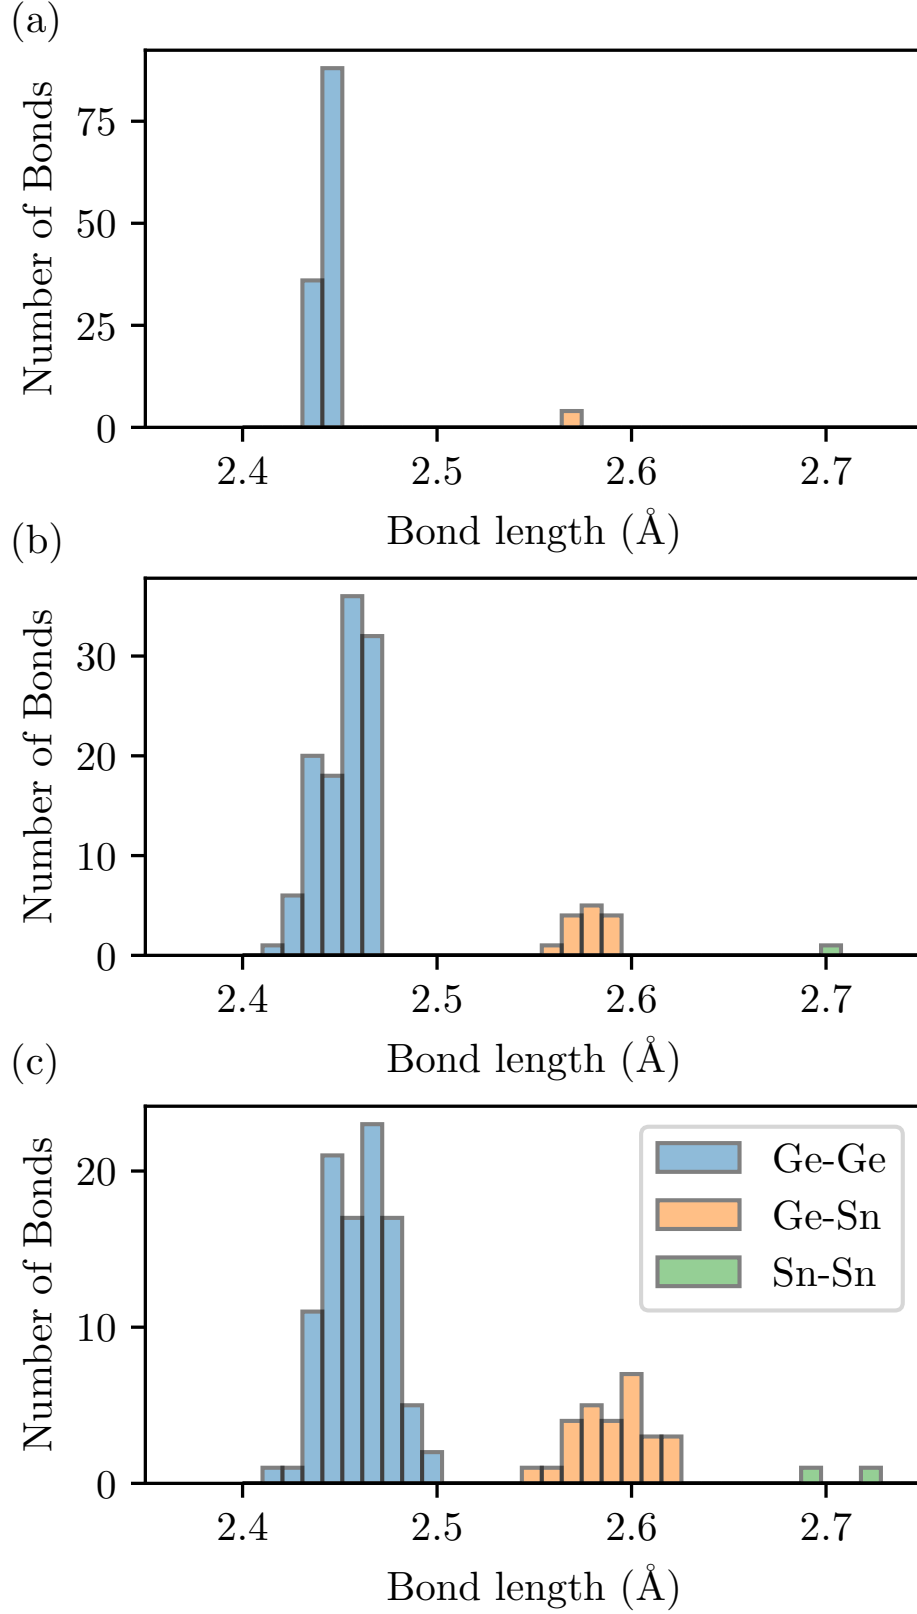 (a)
Number of Bonds
75
50
25
0
2.4 2.5 2.6 2.7
Bond length (Å)
(b)
Number of Bonds
30
20
10
0
2.4 2.5 2.6 2.7
Bond length (Å)
(c)
Number of Bonds
20
10
0
Ge-Ge
Ge-Sn
Sn-Sn
2.4 2.5 2.6 2.7
Bond length (Å)